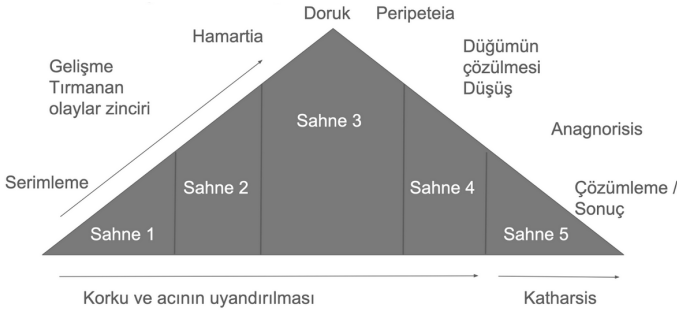 Doruk Peripeteia
Hamartia
Gelişme
Tırmanan
olaylar zinciri
Düğümün
çözülmesi
Düşüş
Sahne 3
Anagnorisis
Serimleme
Sahne 2
Sahne 4
Çözümleme /
Sonuç
Sahne 1
Sahne 5
Korku ve acının uyandırılması
Katharsis